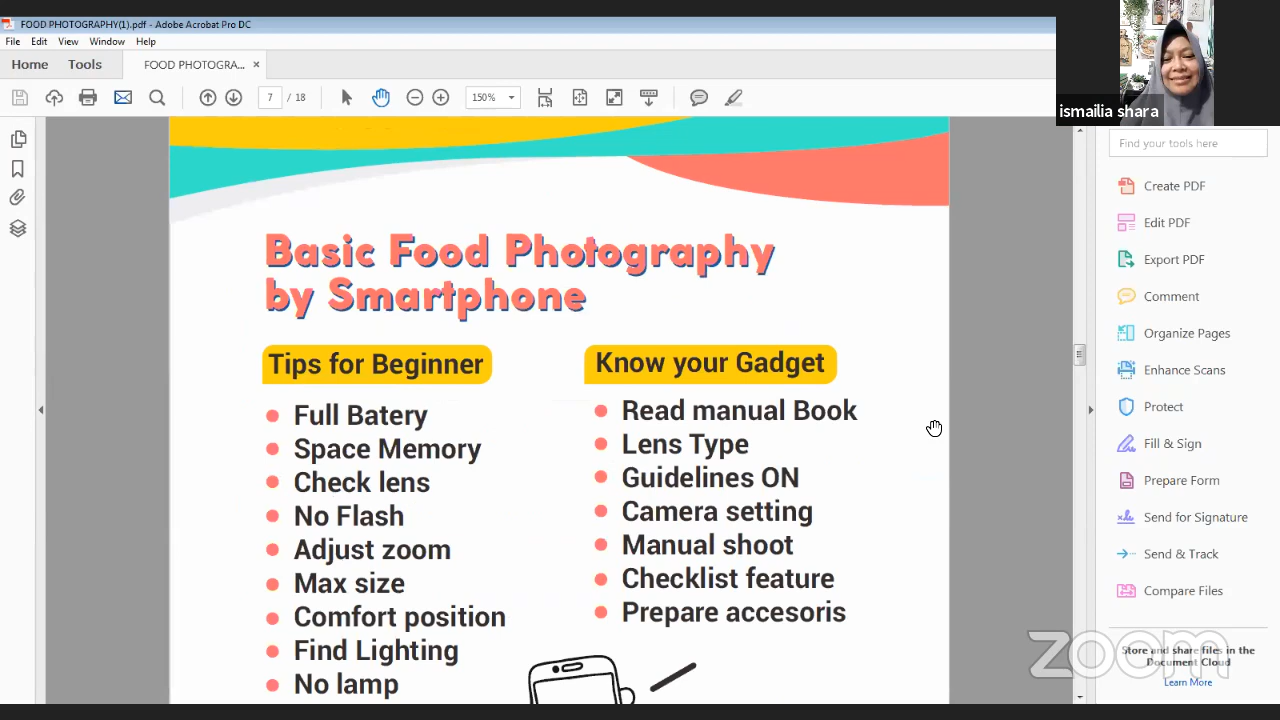 FOOD PHOTOGRAPHY(1).pdf - Adobe Acrobat Pro DC
File Edit View Window Help
Home Tools FOOD PHOTOGRA... ×
7 / 18 150%
ismailia shara
Find your tools here
Create PDF
Edit PDF
Export PDF
Comment
Organize Pages
Enhance Scans
Protect
Fill & Sign
Prepare Form
Send for Signature
Send & Track
Compare Files
Store and share files in the
Document Cloud
Learn More
Basic Food Photography
by Smartphone
Tips for Beginner
Full Batery
Space Memory
Check lens
No Flash
Adjust zoom
Max size
Comfort position
Find Lighting
No lamp
Know your Gadget
Read manual Book
Lens Type
Guidelines ON
Camera setting
Manual shoot
Checklist feature
Prepare accesoris
zoom